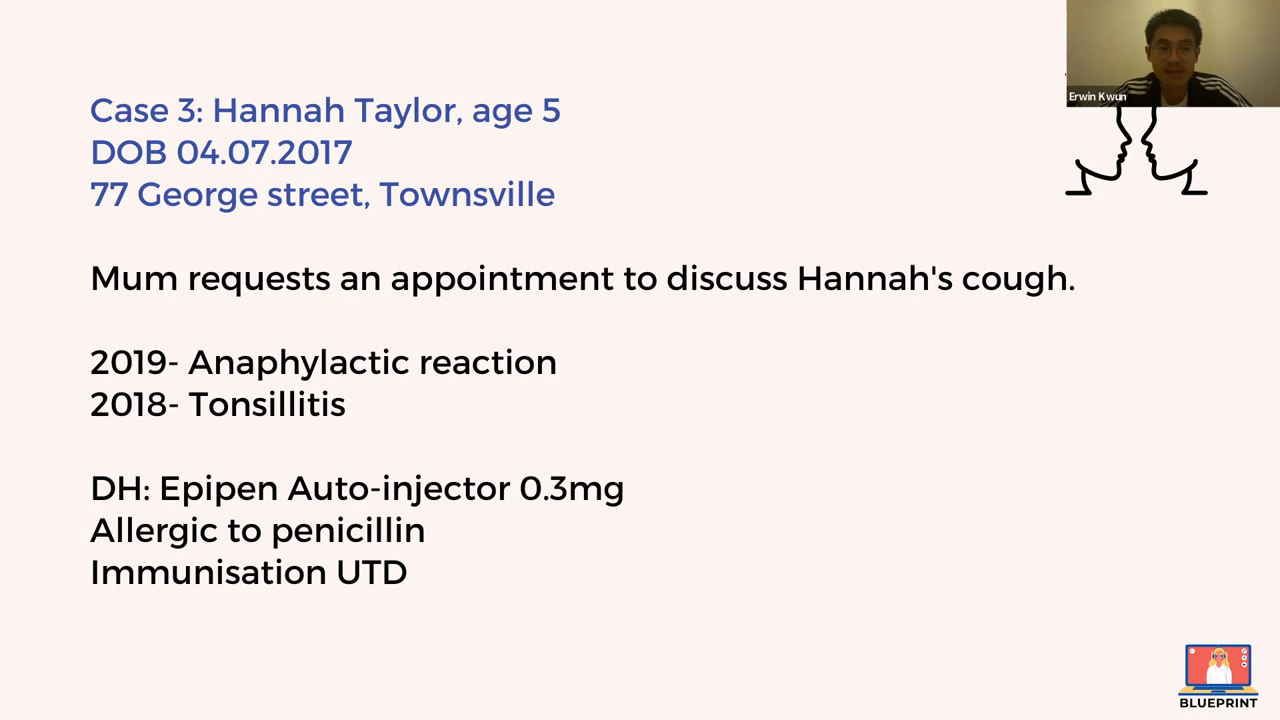 Erwin Kwun
Case 3: Hannah Taylor, age 5
DOB 04.07.2017
77 George street, Townsville
Mum requests an appointment to discuss Hannah's cough.
2019- Anaphylactic reaction
2018- Tonsillitis
DH: Epipen Auto-injector 0.3mg
Allergic to penicillin
Immunisation UTD
BLUEPRINT